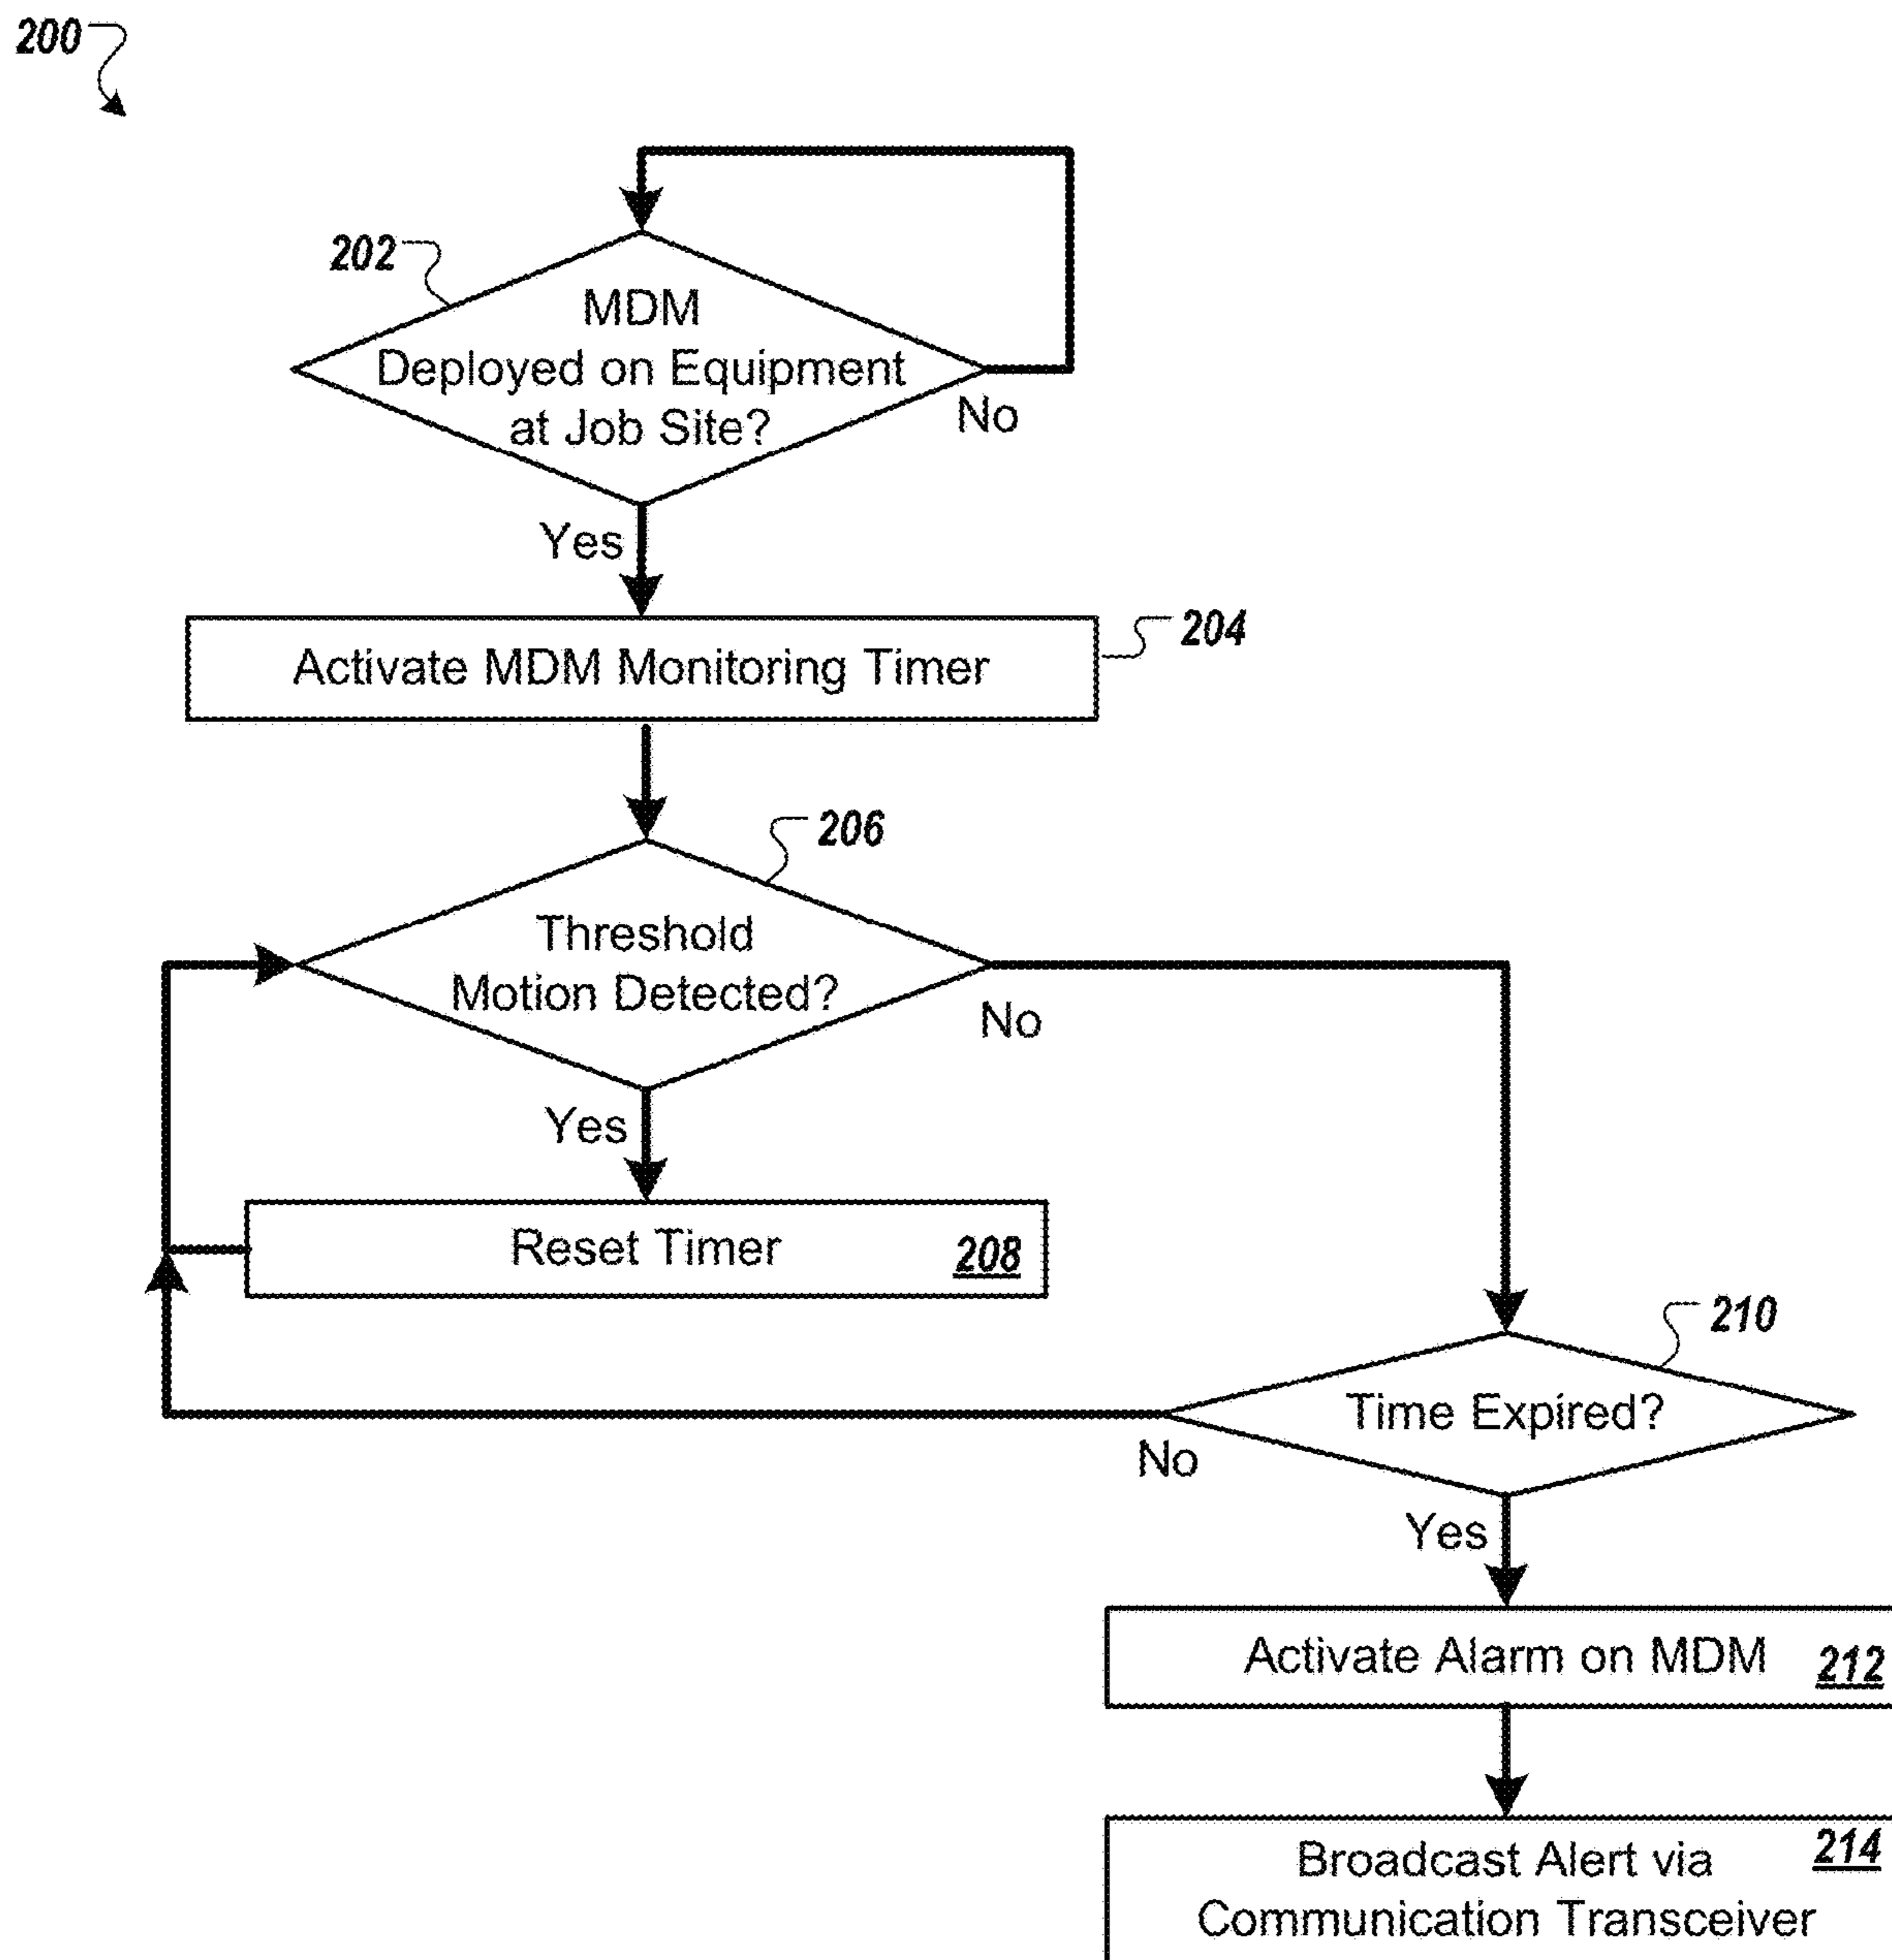 200
202
MDM
Deployed on Equipment
at Job Site?
No
Yes
Activate MDM Monitoring Timer
204
206
Threshold
Motion Detected?
No
Yes
Reset Timer 208
210
Time Expired?
No
Yes
Activate Alarm on MDM 212
Broadcast Alert via 214
Communication Transceiver